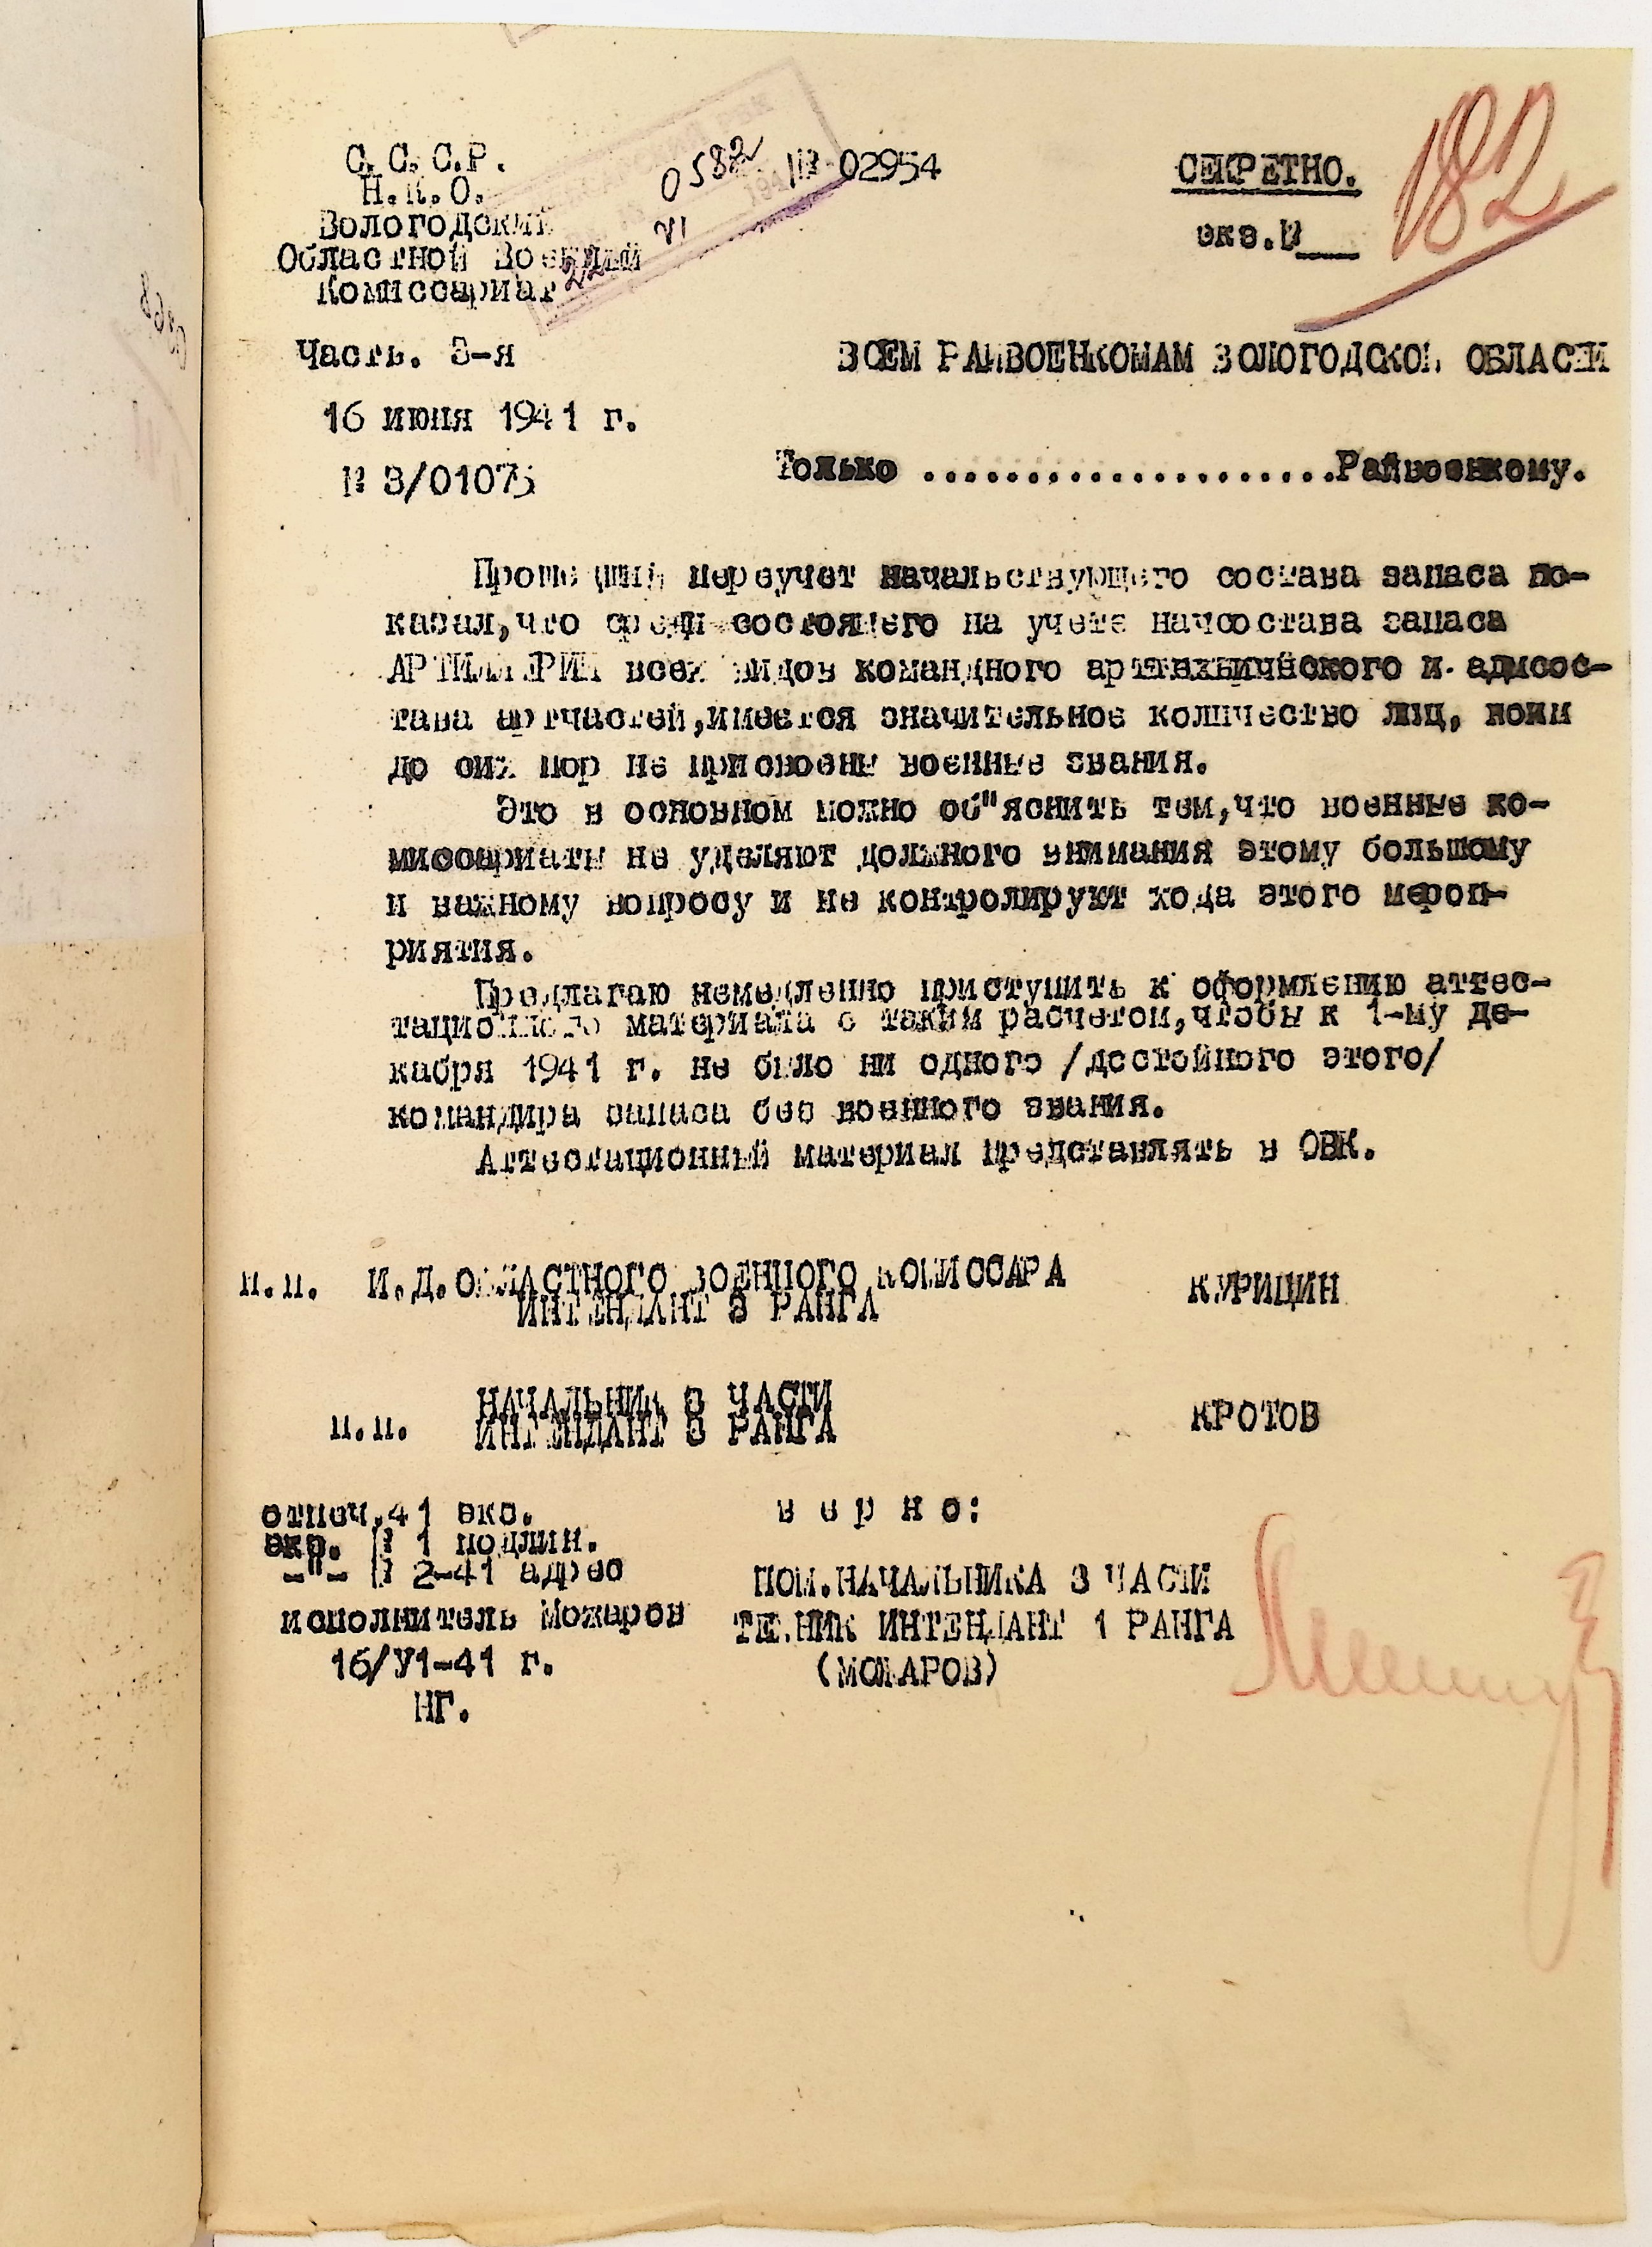 С.С.С.Р.
Н.К.О.
Вологодский
Областной Военный
Комиссариат
0582
VI
22
02954
СЕКРЕТНО.
экз.№
182
Часть. 3-я
ВСЕМ РАЙВОЕНКОМАМ ВОЛОГОДСКОЙ ОБЛАСТИ
16 июня 1941 г.
№ 3/01075
Только ....................Райвоенкому.
Прошедший переучет начальствующего состава запаса по-
казал,что среди состоящего на учете начсостава запаса
АРТИЛЛЕРИИ всех видов командного арттехнического и адмсос-
тава артчастей,имеется значительное количество лиц, коим
до сих пор не присвоены военные звания.
Это в основном можно об"яснить тем,что военные ко-
миссариаты не уделяют должного внимания этому большому
и важному вопросу и не контролируют хода этого мероп-
риятия.
Предлагаю немедленно приступить к оформлению аттес-
тационного материала с таким расчетом,чтобы к 1-му де-
кабря 1941 г. не было ни одного /достойного этого/
командира запаса без военного звания.
Аттестационный материал представлять в ОВК.
п.п. И.Д.ОБЛАСТНОГО ВОЕННОГО КОМИССАРА
ИНТЕНДАНТ 3 РАНГА
КУРИЦИН
НАЧАЛЬНИК 3 ЧАСТИ
п.п. ИНТЕНДАНТ 3 РАНГА
КРОТОВ
отпеч.41 экз.
экз. № 1 подлин.
-"- № 2-41 адрес
исполнитель Можаров
16/У1-41 г.
НГ.
в е р н о:
ПОМ.НАЧАЛЬНИКА 3 ЧАСТИ
ТЕХНИК ИНТЕНДАНТ 1 РАНГА
(МОЖАРОВ)